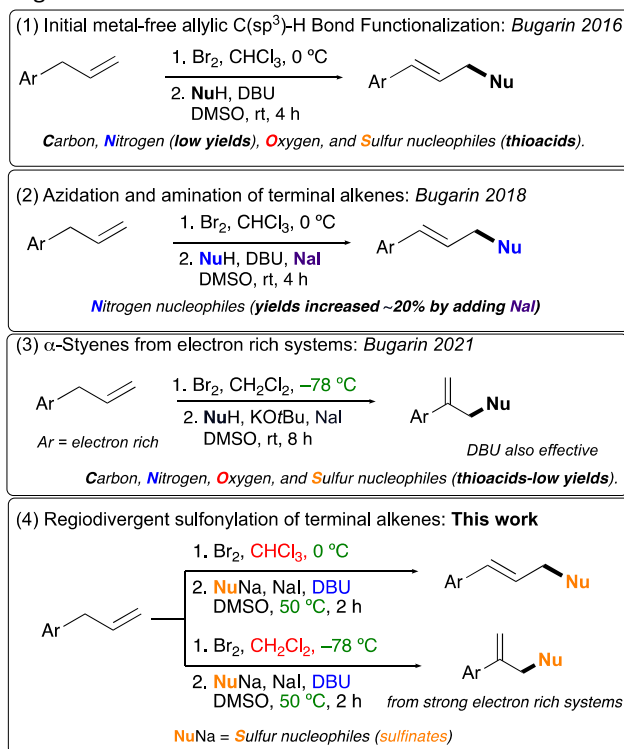 (1) Initial metal-free allylic C(sp³)-H Bond Functionalization: Bugarin 2016
Ar
1. Br₂, CHCl₃, 0 ºC
2. NuH, DBU
DMSO, rt, 4 h
Ar
Nu
Carbon, Nitrogen (low yields), Oxygen, and Sulfur nucleophiles (thioacids).
(2) Azidation and amination of terminal alkenes: Bugarin 2018
Ar
1. Br₂, CHCl₃, 0 ºC
2. NuH, DBU, NaI
DMSO, rt, 4 h
Ar
Nu
Nitrogen nucleophiles (yields increased ~20% by adding NaI)
(3) α-Styenes from electron rich systems: Bugarin 2021
Ar
Ar = electron rich
1. Br₂, CH₂Cl₂, –78 ºC
2. NuH, KOtBu, NaI
DMSO, rt, 8 h
Ar
Nu
DBU also effective
Carbon, Nitrogen, Oxygen, and Sulfur nucleophiles (thioacids-low yields).
(4) Regiodivergent sulfonylation of terminal alkenes: This work
Ar
1. Br₂, CHCl₃, 0 ºC
2. NuNa, NaI, DBU
DMSO, 50 ºC, 2 h
Ar
Nu
1. Br₂, CH₂Cl₂, –78 ºC
2. NuNa, NaI, DBU
DMSO, 50 ºC, 2 h
Ar
Nu
from strong electron rich systems
NuNa = Sulfur nucleophiles (sulfinates)